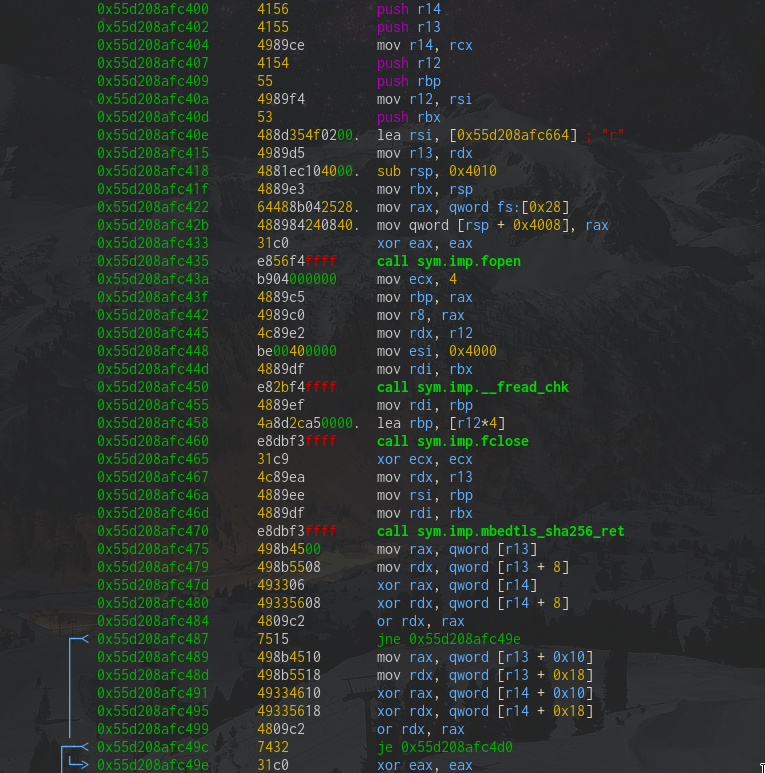 0x55d208afc400 4156 push r14
0x55d208afc402 4155 push r13
0x55d208afc404 4989ce mov r14, rcx
0x55d208afc407 4154 push r12
0x55d208afc409 55 push rbp
0x55d208afc40a 4989f4 mov r12, rsi
0x55d208afc40d 53 push rbx
0x55d208afc40e 488d354f0200. lea rsi, [0x55d208afc664] ; "r"
0x55d208afc415 4989d5 mov r13, rdx
0x55d208afc418 4881ec104000. sub rsp, 0x4010
0x55d208afc41f 4889e3 mov rbx, rsp
0x55d208afc422 64488b042528. mov rax, qword fs:[0x28]
0x55d208afc42b 488984240840. mov qword [rsp + 0x4008], rax
0x55d208afc433 31c0 xor eax, eax
0x55d208afc435 e856f4ffff call sym.imp.fopen
0x55d208afc43a b904000000 mov ecx, 4
0x55d208afc43f 4889c5 mov rbp, rax
0x55d208afc442 4989c0 mov r8, rax
0x55d208afc445 4c89e2 mov rdx, r12
0x55d208afc448 be00400000 mov esi, 0x4000
0x55d208afc44d 4889df mov rdi, rbx
0x55d208afc450 e82bf4ffff call sym.imp.__fread_chk
0x55d208afc455 4889ef mov rdi, rbp
0x55d208afc458 4a8d2ca50000. lea rbp, [r12*4]
0x55d208afc460 e8dbf3ffff call sym.imp.fclose
0x55d208afc465 31c9 xor ecx, ecx
0x55d208afc467 4c89ea mov rdx, r13
0x55d208afc46a 4889ee mov rsi, rbp
0x55d208afc46d 4889df mov rdi, rbx
0x55d208afc470 e8dbf3ffff call sym.imp.mbedtls_sha256_ret
0x55d208afc475 498b4500 mov rax, qword [r13]
0x55d208afc479 498b5508 mov rdx, qword [r13 + 8]
0x55d208afc47d 493306 xor rax, qword [r14]
0x55d208afc480 49335608 xor rdx, qword [r14 + 8]
0x55d208afc484 4809c2 or rdx, rax
0x55d208afc487 7515 jne 0x55d208afc49e
0x55d208afc489 498b4510 mov rax, qword [r13 + 0x10]
0x55d208afc48d 498b5518 mov rdx, qword [r13 + 0x18]
0x55d208afc491 49334610 xor rax, qword [r14 + 0x10]
0x55d208afc495 49335618 xor rdx, qword [r14 + 0x18]
0x55d208afc499 4809c2 or rdx, rax
0x55d208afc49c 7432 je 0x55d208afc4d0
0x55d208afc49e 31c0 xor eax, eax